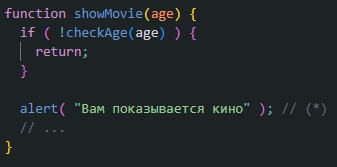 function showMovie(age) {
  if ( !checkAge(age) ) {
    return;
  }
  alert( "Вам показывается кино" ); // (*)
  // ...
}